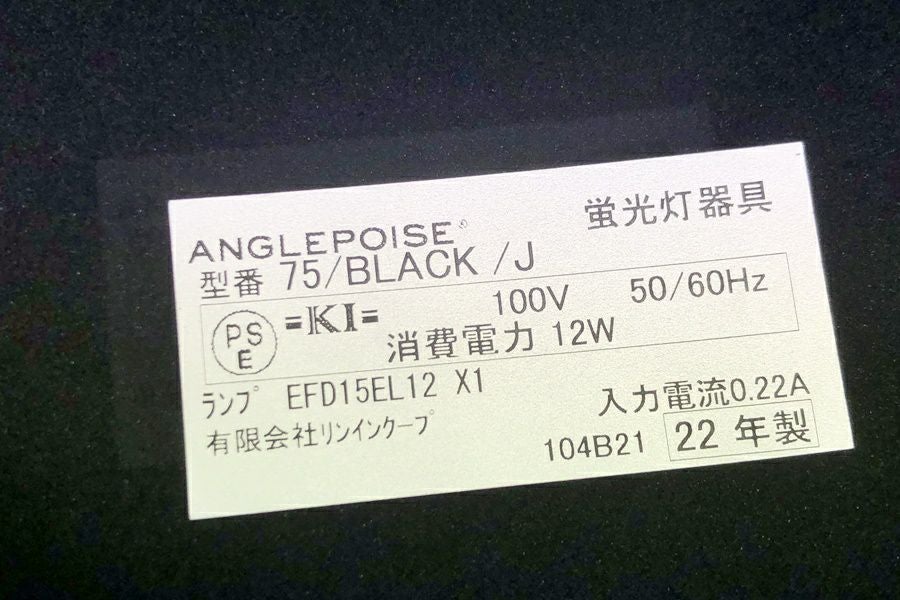 ANGLEPOISE® 蛍光灯器具
型番 75/BLACK /J
PS E =KI= 100V 50/60Hz
消費電力 12W
ランプ EFD15EL12 X1 入力電流0.22A
有限会社リンインクープ 104B21 22 年製